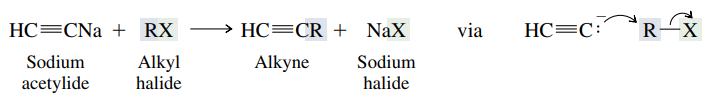 HC≡CNa + RX ⟶ HC≡CR + NaX via HC≡C:⁻ R—X
Sodium acetylide Alkyl halide Alkyne Sodium halide